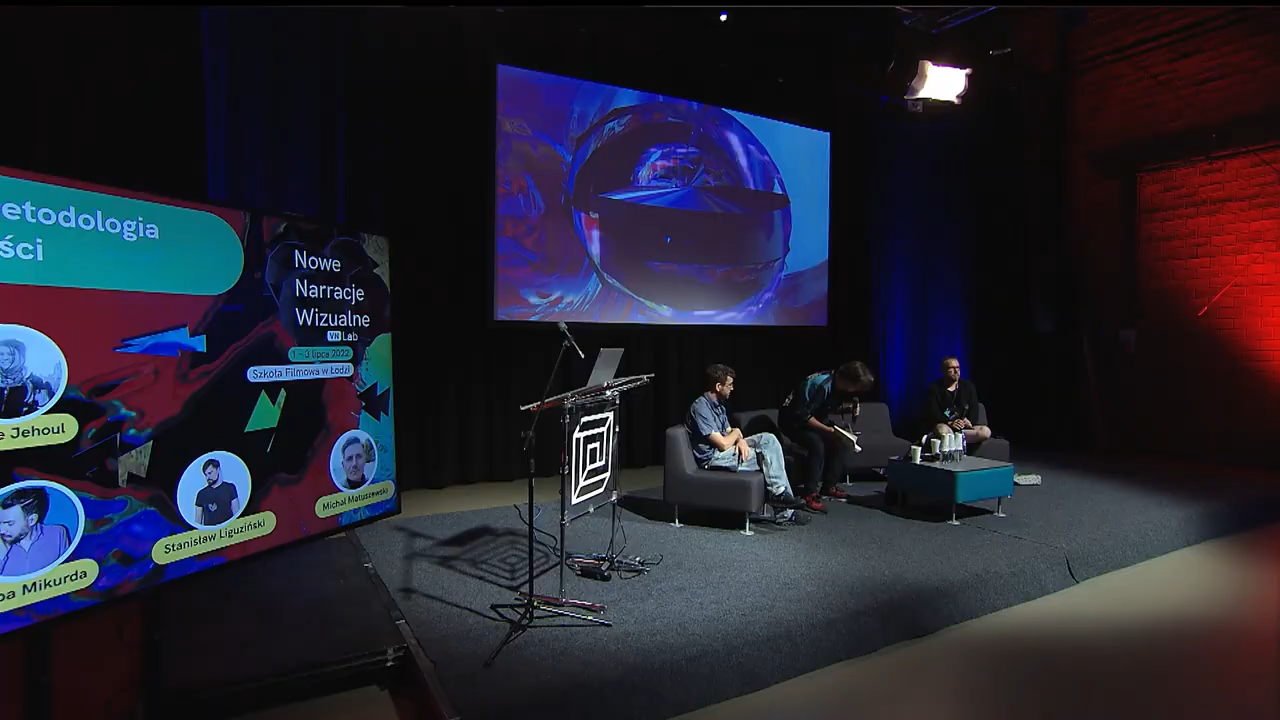 etodologia
ści
Nowe
Narracje
Wizualne
VR Lab
1 – 3 lipca 2022
Szkoła Filmowa w Łodzi
e Jehoul
ba Mikurda
Stanisław Liguziński
Michał Matuszewski